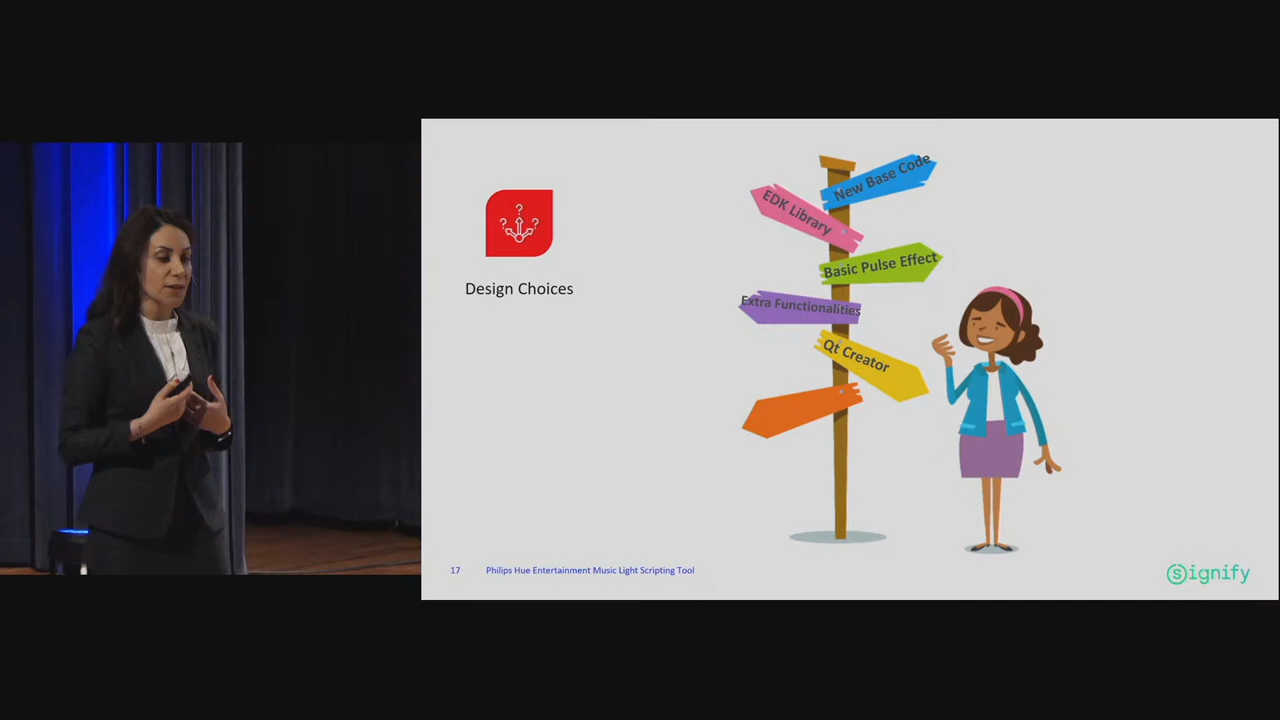 ? ? ?
Design Choices
New Base Code
EDK Library
Basic Pulse Effect
Extra Functionalities
Qt Creator
17 Philips Hue Entertainment Music Light Scripting Tool
signify